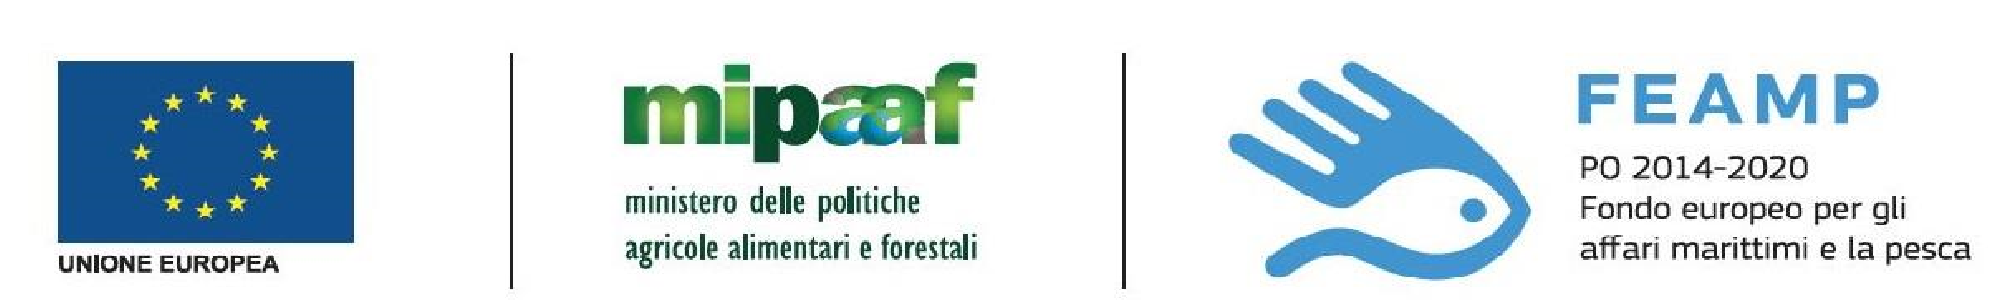 UNIONE EUROPEA
mipaaf
ministero delle politiche
agricole alimentari e forestali
FEAMP
PO 2014-2020
Fondo europeo per gli
affari marittimi e la pesca